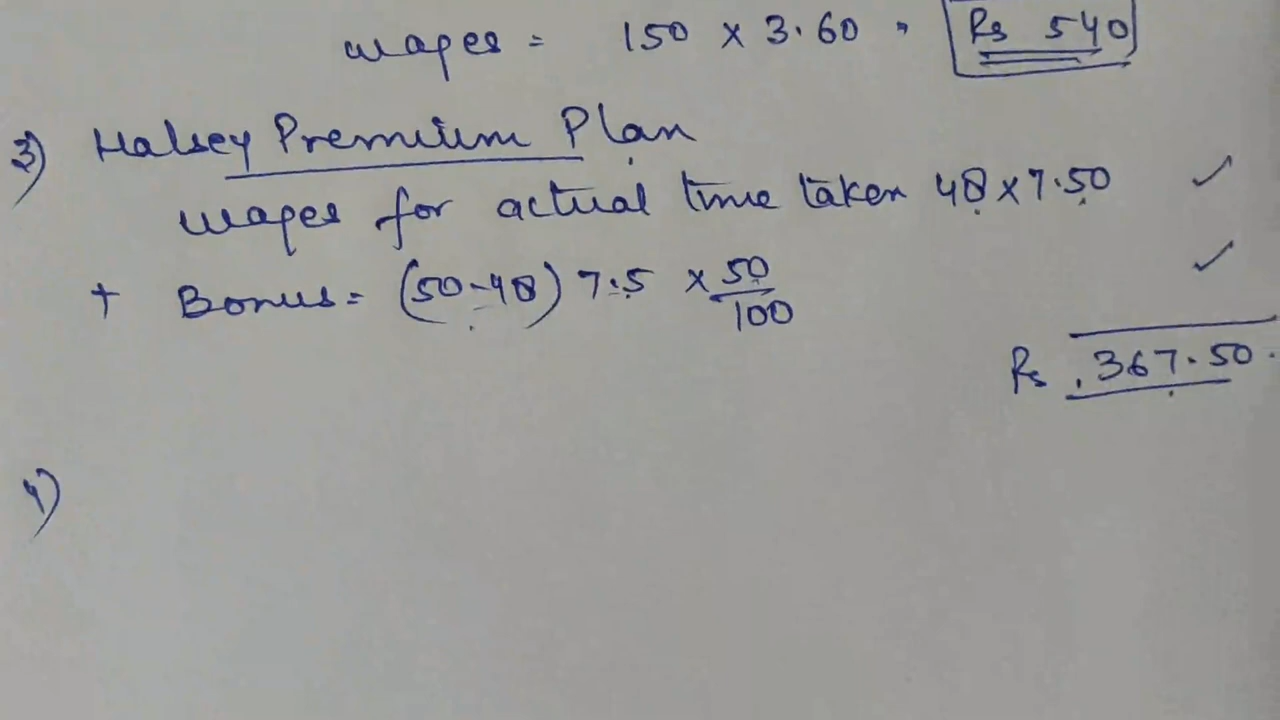 wages = 150 x 3.60 = Rs 540
3) Halsey Premium Plan
wages for actual time taken 48 x 7.50 ✓
+ Bonus = (50-48) 7.5 x 50/100 ✓
Rs 367.50
4)